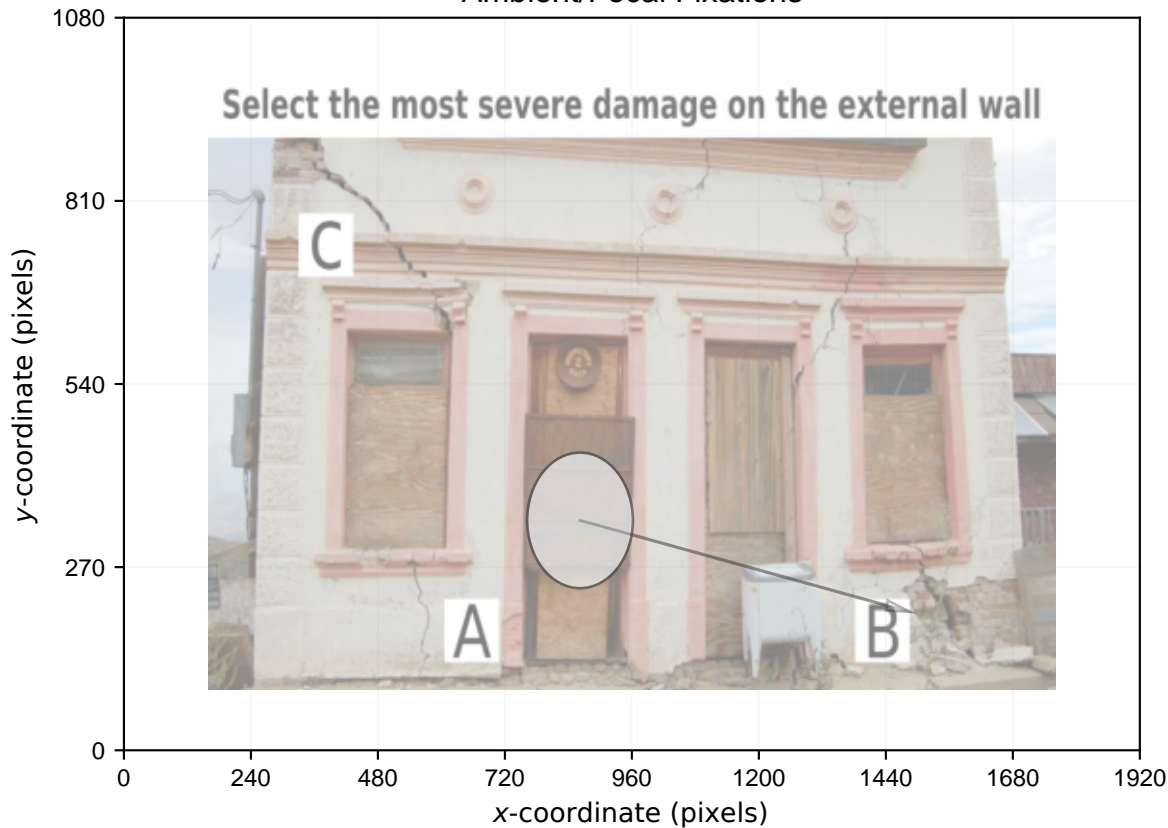 Ambient/Focal Fixations
1080
Select the most severe damage on the external wall
810
C
540
270
A
B
0
0 240 480 720 960 1200 1440 1680 1920
x-coordinate (pixels)
y-coordinate (pixels)